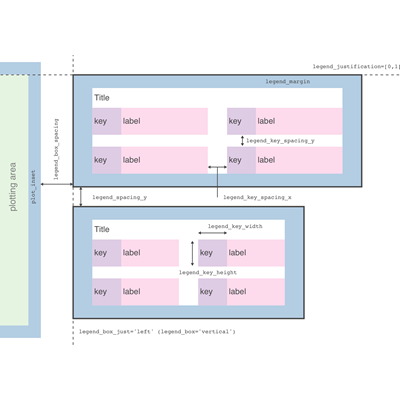 legend_justification=[0,1]
legend_margin
Title
key label key label
legend_key_spacing_y
key label key label
legend_box_spacing
plot_inset
plotting area
legend_spacing_y
legend_key_spacing_x
Title
legend_key_width
key label key label
legend_key_height
key label key label
legend_box_just='left' (legend_box='vertical')